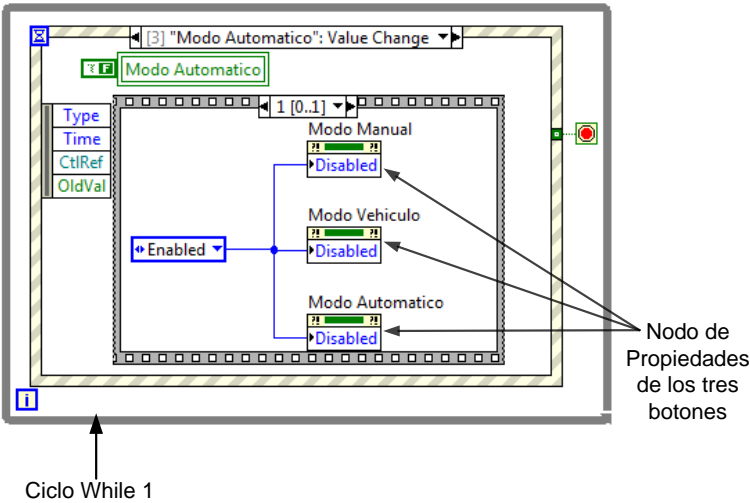 [3] "Modo Automatico": Value Change
F
Modo Automatico
Type
Time
CtlRef
OldVal
1 [0..1]
Modo Manual
?! ?!
Disabled
Modo Vehiculo
?! ?!
Disabled
Enabled
Modo Automatico
?! ?!
Disabled
i
Nodo de
Propiedades
de los tres
botones
Ciclo While 1